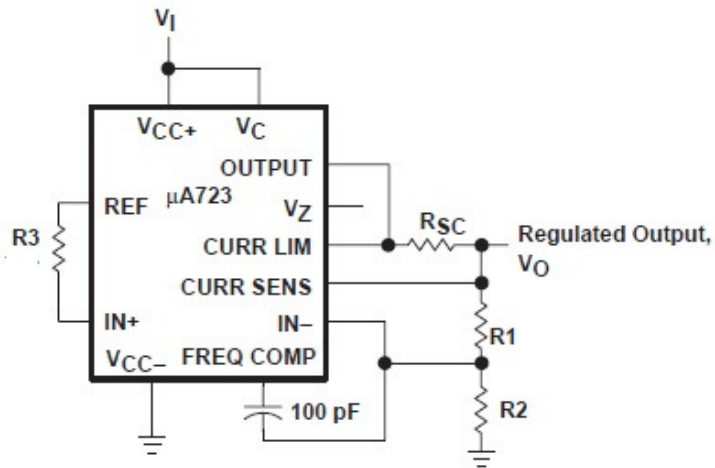 VI
VCC+ VC
OUTPUT
REF μA723
VZ
RSC
Regulated Output,
VO
R3
CURR LIM
CURR SENS
IN+
IN–
R1
VCC–
FREQ COMP
100 pF
R2